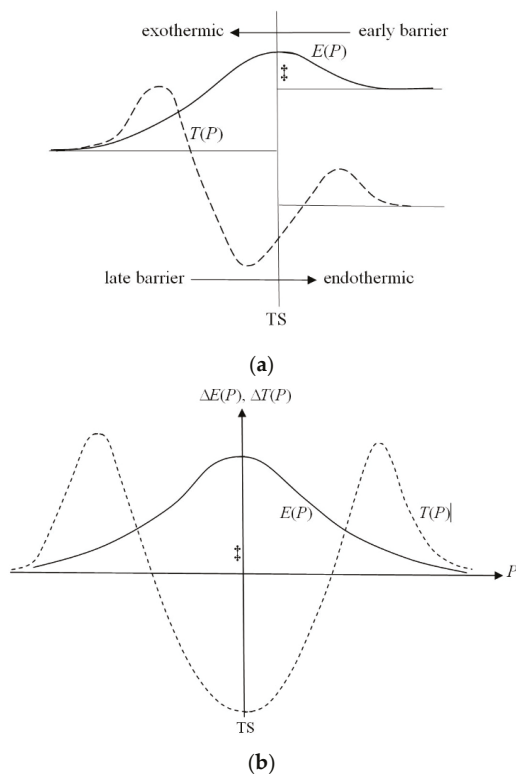 exothermic early barrier
E(P)
‡
T(P)
late barrier endothermic
TS
(a)
ΔE(P), ΔT(P)
E(P) T(P)|
‡
P
TS
(b)